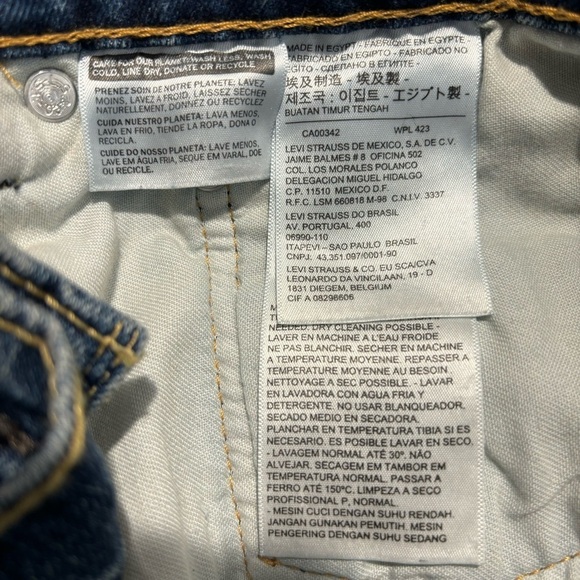 CARE FOR OUR PLANET: WASH LESS, WASH
COLD, LINE DRY, DONATE OR RECYCLE
PRENEZ SOIN DE NOTRE PLANETE: LAVEZ
MOINS, LAVEZ A FROID, LAISSEZ SÉCHER
NATURELLEMENT, DONNEZ OU RECYCLEZ
CUIDA NUESTRO PLANETA: LAVA MENOS,
LAVA EN FRIO, TIENDE LA ROPA, DONA O
RECICLA.
CUIDE DO NOSSO PLANETA: LAVE MENOS,
LAVE EM ÁGUA FRIA, SEQUE EM VARAL, DOE
OU RECICLE.
MADE IN EGYPT - FABRIQUE EN EGYPTE
- FABRICADO EN EGIPTO - FABRICADO NO
EGITO - СДЕЛАНО В ЕГИПТЕ -
埃及制造 - 埃及製 -
제조국 : 이집트 - エジプト製 -
BUATAN TIMUR TENGAH
CA00342 WPL 423
LEVI STRAUSS DE MEXICO, S.A. DE C.V.
JAIME BALMES # 8 OFICINA 502
COL. LOS MORALES POLANCO
DELEGACION MIGUEL HIDALGO
C.P. 11510 MEXICO D.F.
R.F.C. LSM 660818 M-98 C.N.I.V. 3337
LEVI STRAUSS DO BRASIL
AV. PORTUGAL, 400
06990-110
ITAPEVI – SAO PAULO BRASIL
CNPJ: 43.351.097/0001-90
LEVI STRAUSS & CO. EU SCA/CVA
LEONARDO DA VINCILAAN, 19 - D
1831 DIEGEM, BELGIUM
CIF A 08298606
NEEDED. DRY CLEANING POSSIBLE -
LAVER EN MACHINE A L'EAU FROIDE
NE PAS BLANCHIR. SECHER EN MACHINE
A TEMPERATURE MOYENNE. REPASSER A
TEMPERATURE MOYENNE AU BESOIN
NETTOYAGE A SEC POSSIBLE. - LAVAR
EN LAVADORA CON AGUA FRIA Y
DETERGENTE. NO USAR BLANQUEADOR.
SECADO MEDIO EN SECADORA.
PLANCHAR EN TEMPERATURA TIBIA SI ES
NECESARIO. ES POSIBLE LAVAR EN SECO.
- LAVAGEM NORMAL ATÉ 30º. NÃO
ALVEJAR. SECAGEM EM TAMBOR EM
TEMPERATURA NORMAL. PASSAR A
FERRO ATÉ 150ºC. LIMPEZA A SECO
PROFISSIONAL P, NORMAL.
- MESIN CUCI DENGAN SUHU RENDAH.
JANGAN GUNAKAN PEMUTIH. MESIN
PENGERING DENGAN SUHU SEDANG